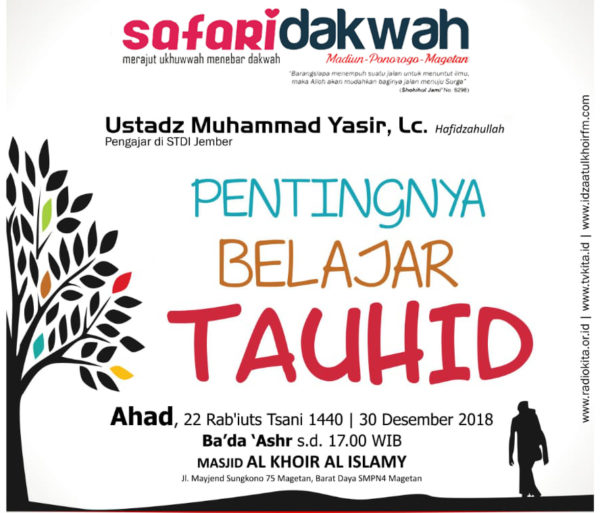 safaridakwah
merajut ukhuwwah menebar dakwah
Madiun-Ponorogo-Magetan
"Barangsiapa menempuh suatu jalan untuk menuntut ilmu,
maka Alloh akan mudahkan baginya jalan menuju Surga"
(Shohihul Jami' No. 6298)
Ustadz Muhammad Yasir, Lc. Hafidzahullah
Pengajar di STDI Jember
PENTINGNYA
BELAJAR
TAUHID
Ahad, 22 Rab'iuts Tsani 1440 | 30 Desember 2018
Ba'da 'Ashr s.d. 17.00 WIB
MASJID AL KHOIR AL ISLAMY
Jl. Mayjend Sungkono 75 Magetan, Barat Daya SMPN4 Magetan
www.radiokita.or.id | www.tvkita.id | www.idzaatulkhoirfm.com